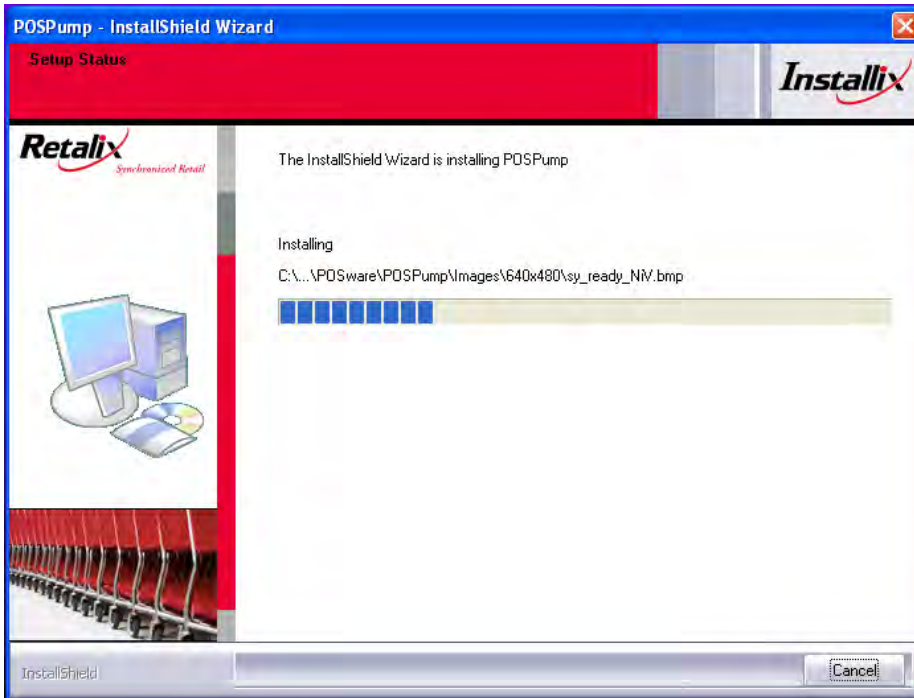 POSPump - InstallShield Wizard
Setup Status
Installix
Retalix
Synchronized Retail
The InstallShield Wizard is installing POSPump
Installing
C:\...\POSware\POSPump\Images\640x480\sy_ready_NiV.bmp
InstallShield
Cancel